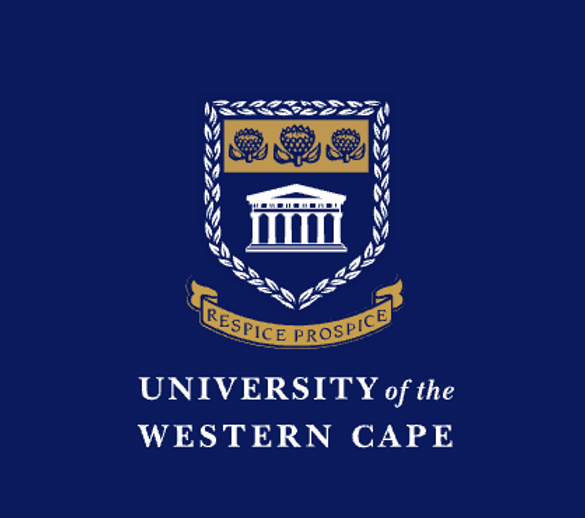 RESPICE PROSPICE
UNIVERSITY of the
WESTERN CAPE